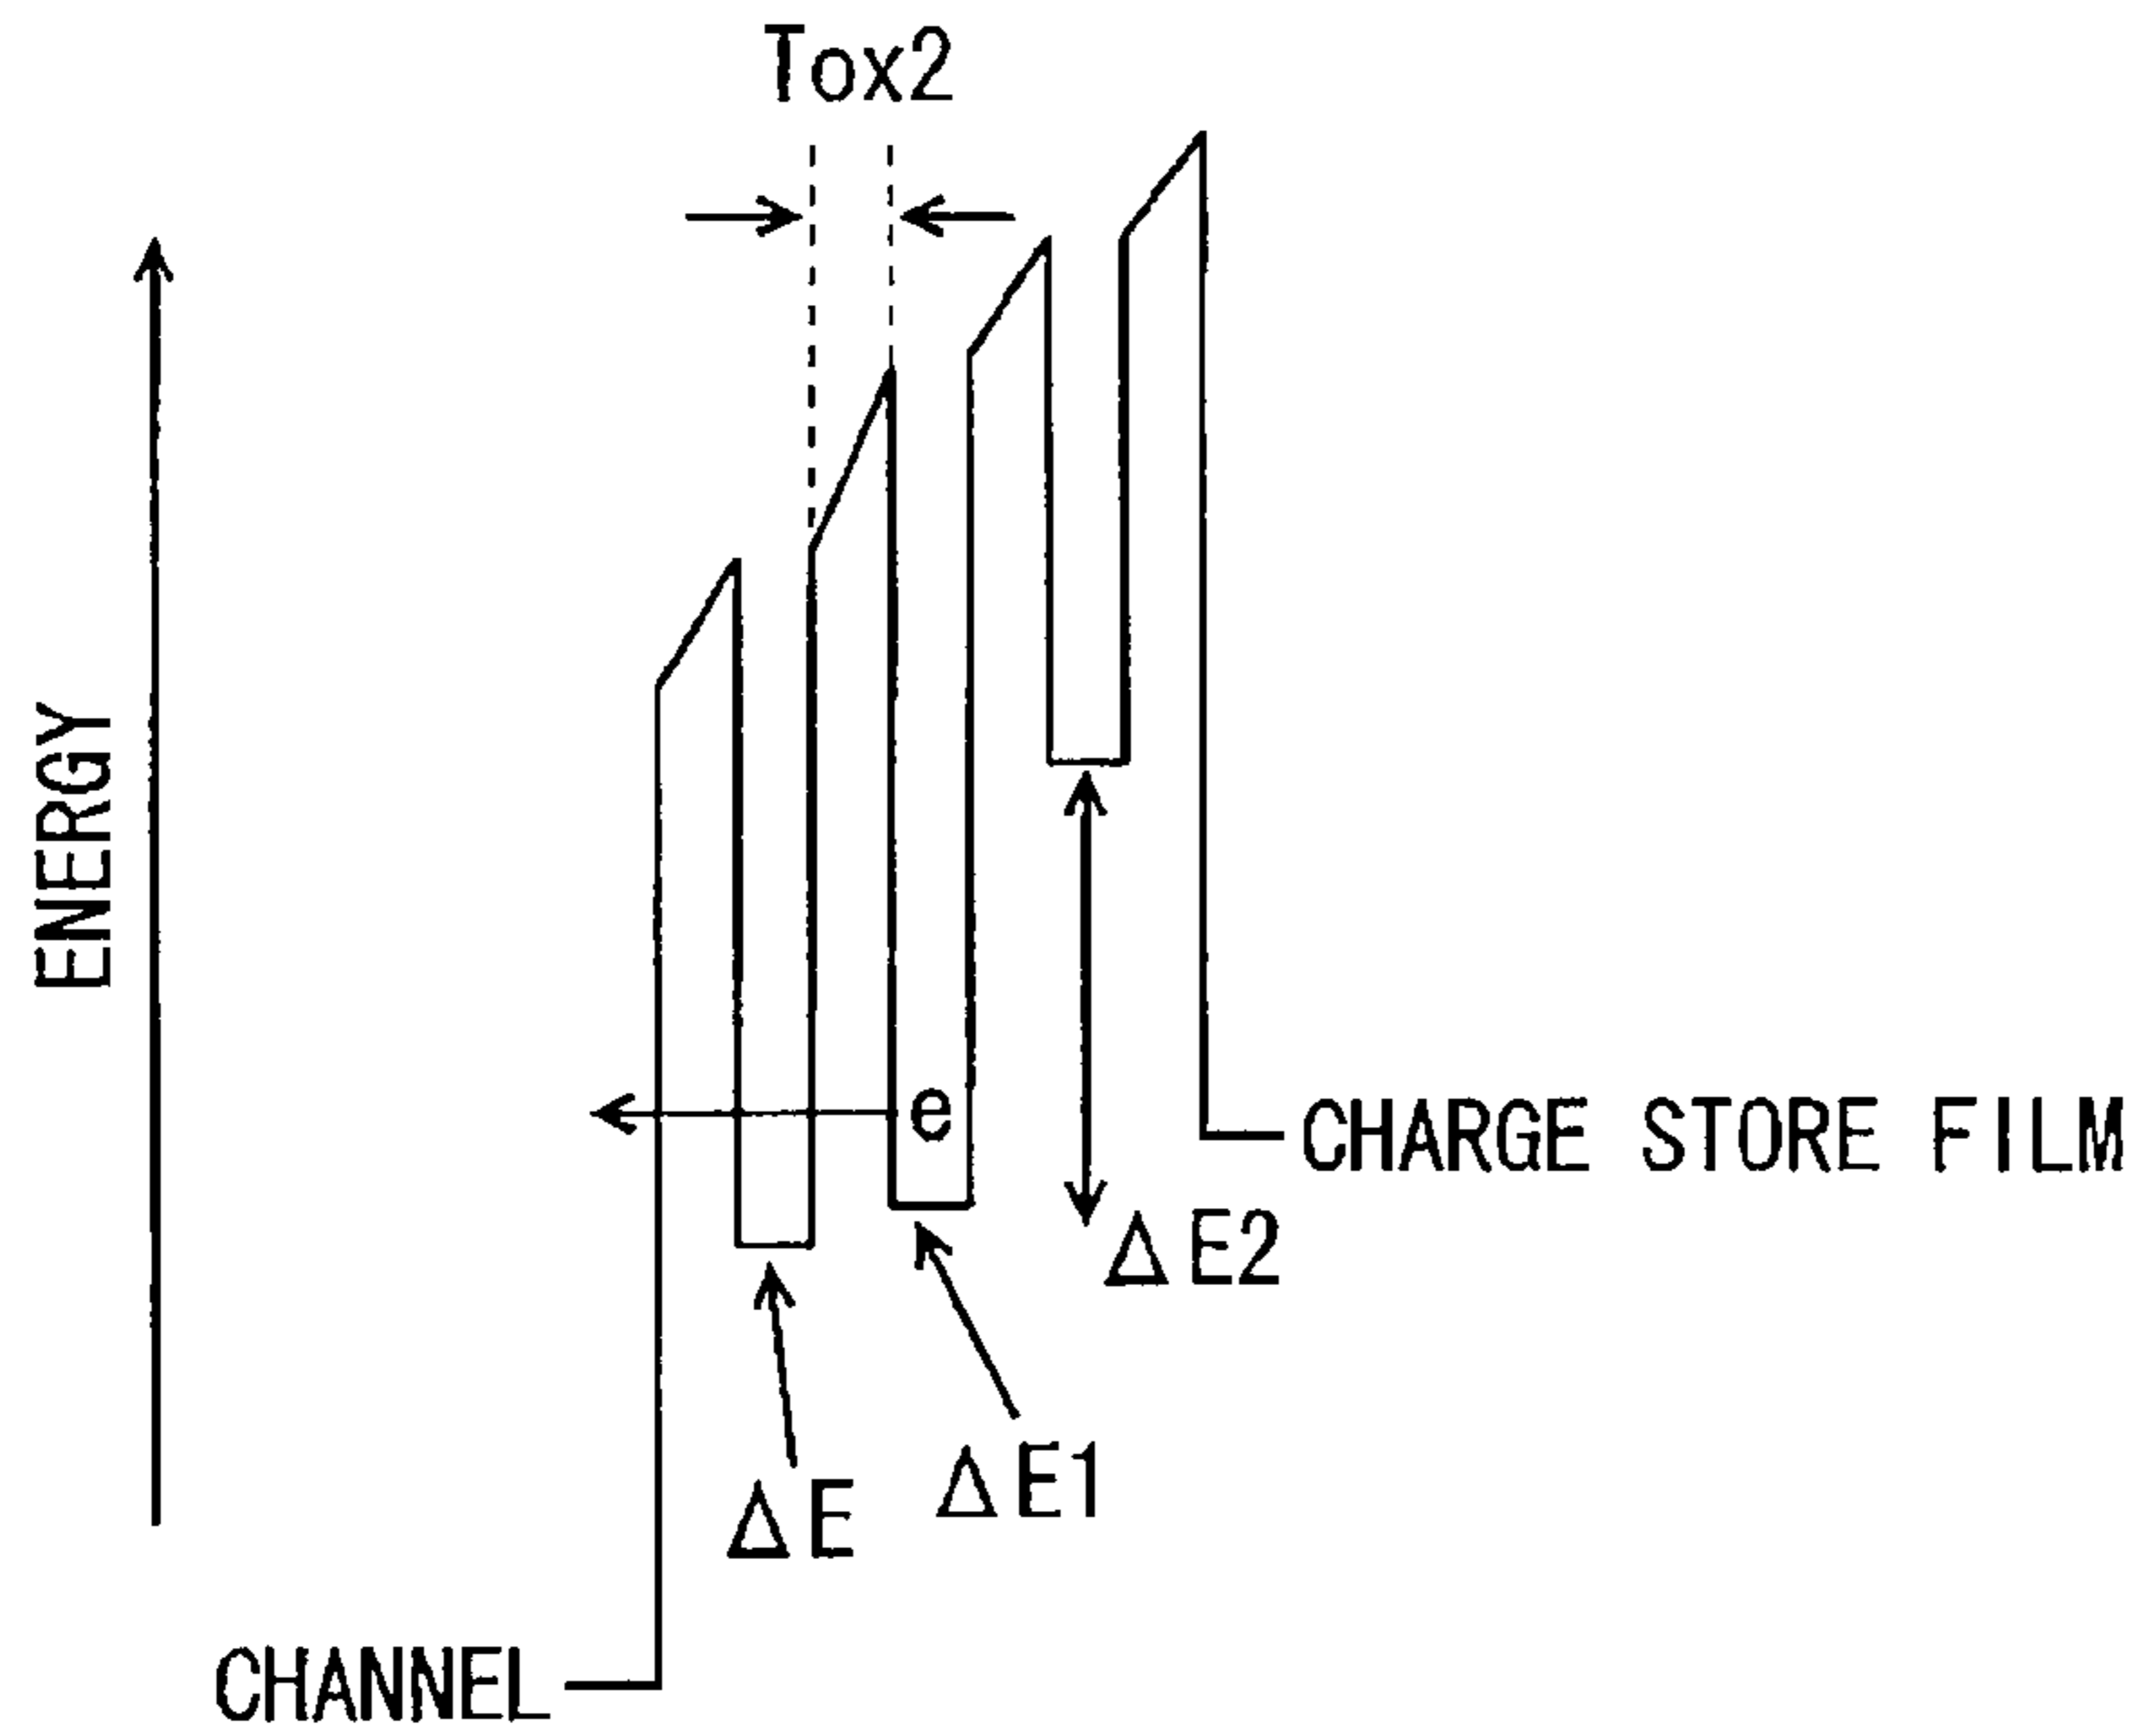 Tox2
ENERGY
e
CHARGE STORE FILM
ΔE2
ΔE1
ΔE
CHANNEL